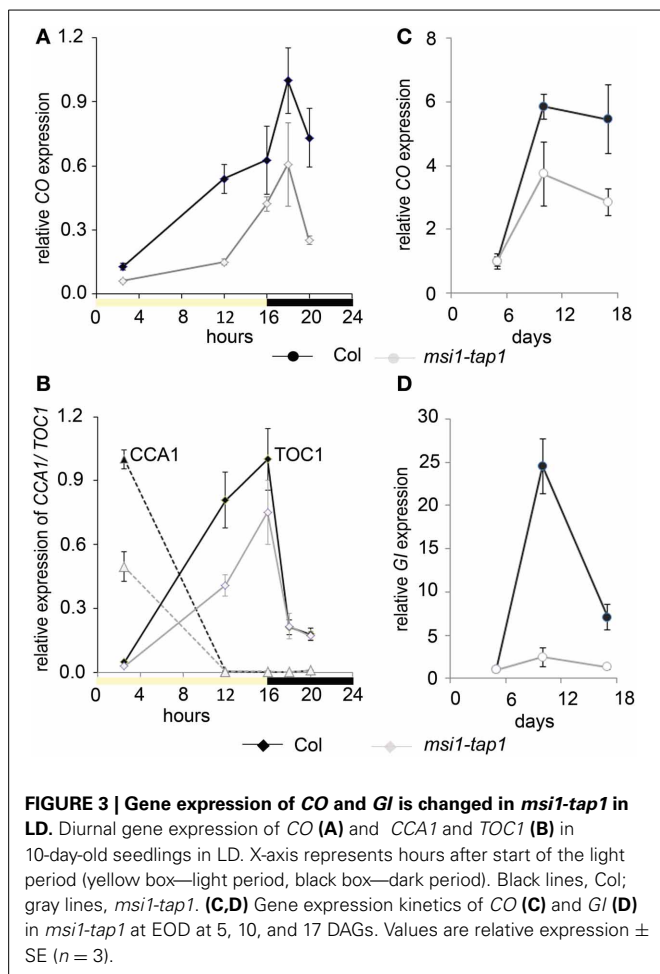 A
relative CO expression
1.2
0.9
0.6
0.3
0.0
0 4 8 12 16 20 24
hours
C
relative CO expression
8
6
4
2
0
0 6 12 18
days
Col msi1-tap1
B
relative expression of CCA1/ TOC1
1.2
0.9
0.6
0.3
0.0
CCA1
TOC1
0 4 8 12 16 20 24
hours
D
relative GI expression
30
25
20
15
10
5
0
0 6 12 18
days
Col msi1-tap1
FIGURE 3 | Gene expression of CO and GI is changed in msi1-tap1 in
LD. Diurnal gene expression of CO (A) and CCA1 and TOC1 (B) in
10-day-old seedlings in LD. X-axis represents hours after start of the light
period (yellow box—light period, black box—dark period). Black lines, Col;
gray lines, msi1-tap1. (C,D) Gene expression kinetics of CO (C) and GI (D)
in msi1-tap1 at EOD at 5, 10, and 17 DAGs. Values are relative expression ±
SE (n = 3).